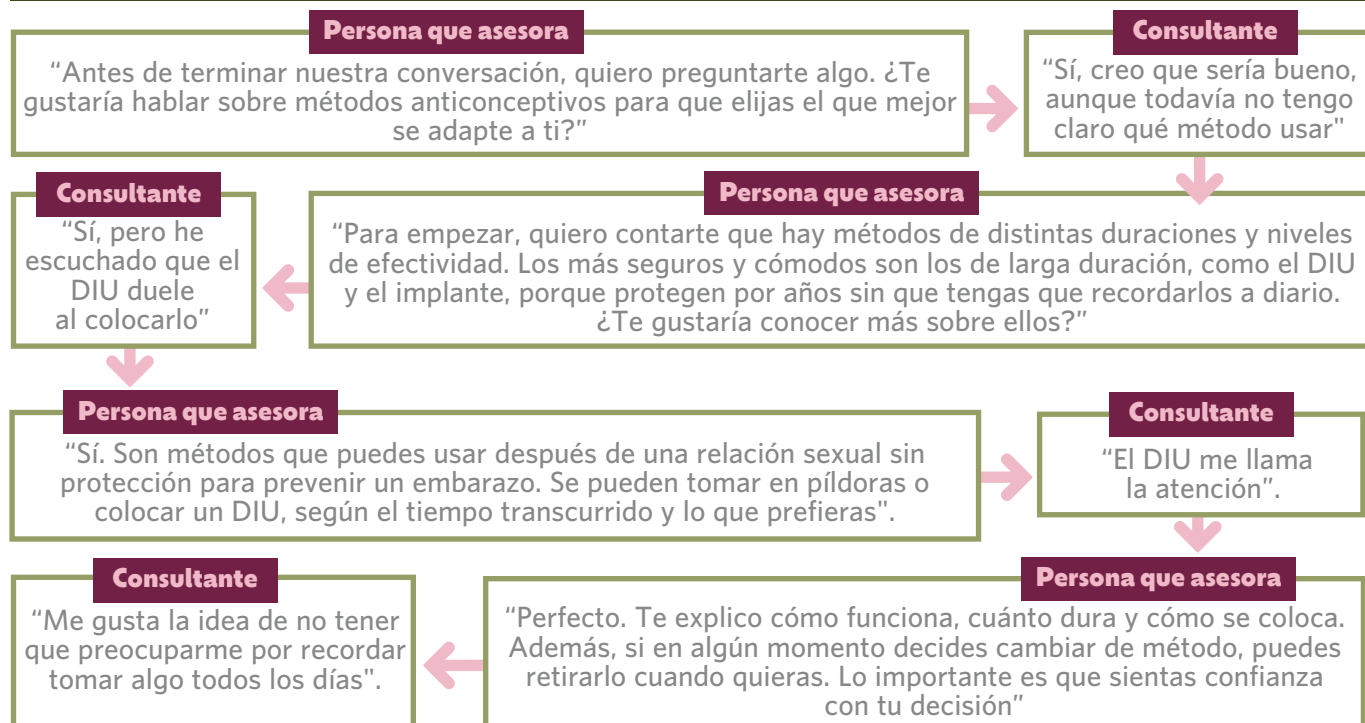 Persona que asesora
“Antes de terminar nuestra conversación, quiero preguntarte algo. ¿Te
gustaría hablar sobre métodos anticonceptivos para que elijas el que mejor
se adapte a ti?”
Consultante
“Sí, creo que sería bueno,
aunque todavía no tengo
claro qué método usar"
Persona que asesora
“Para empezar, quiero contarte que hay métodos de distintas duraciones y niveles
de efectividad. Los más seguros y cómodos son los de larga duración, como el DIU
y el implante, porque protegen por años sin que tengas que recordarlos a diario.
¿Te gustaría conocer más sobre ellos?”
Consultante
“Sí, pero he
escuchado que el
DIU duele
al colocarlo”
Persona que asesora
“Sí. Son métodos que puedes usar después de una relación sexual sin
protección para prevenir un embarazo. Se pueden tomar en píldoras o
colocar un DIU, según el tiempo transcurrido y lo que prefieras".
Consultante
“El DIU me llama
la atención”.
Persona que asesora
“Perfecto. Te explico cómo funciona, cuánto dura y cómo se coloca.
Además, si en algún momento decides cambiar de método, puedes
retirarlo cuando quieras. Lo importante es que sientas confianza
con tu decisión”
Consultante
“Me gusta la idea de no tener
que preocuparme por recordar
tomar algo todos los días".